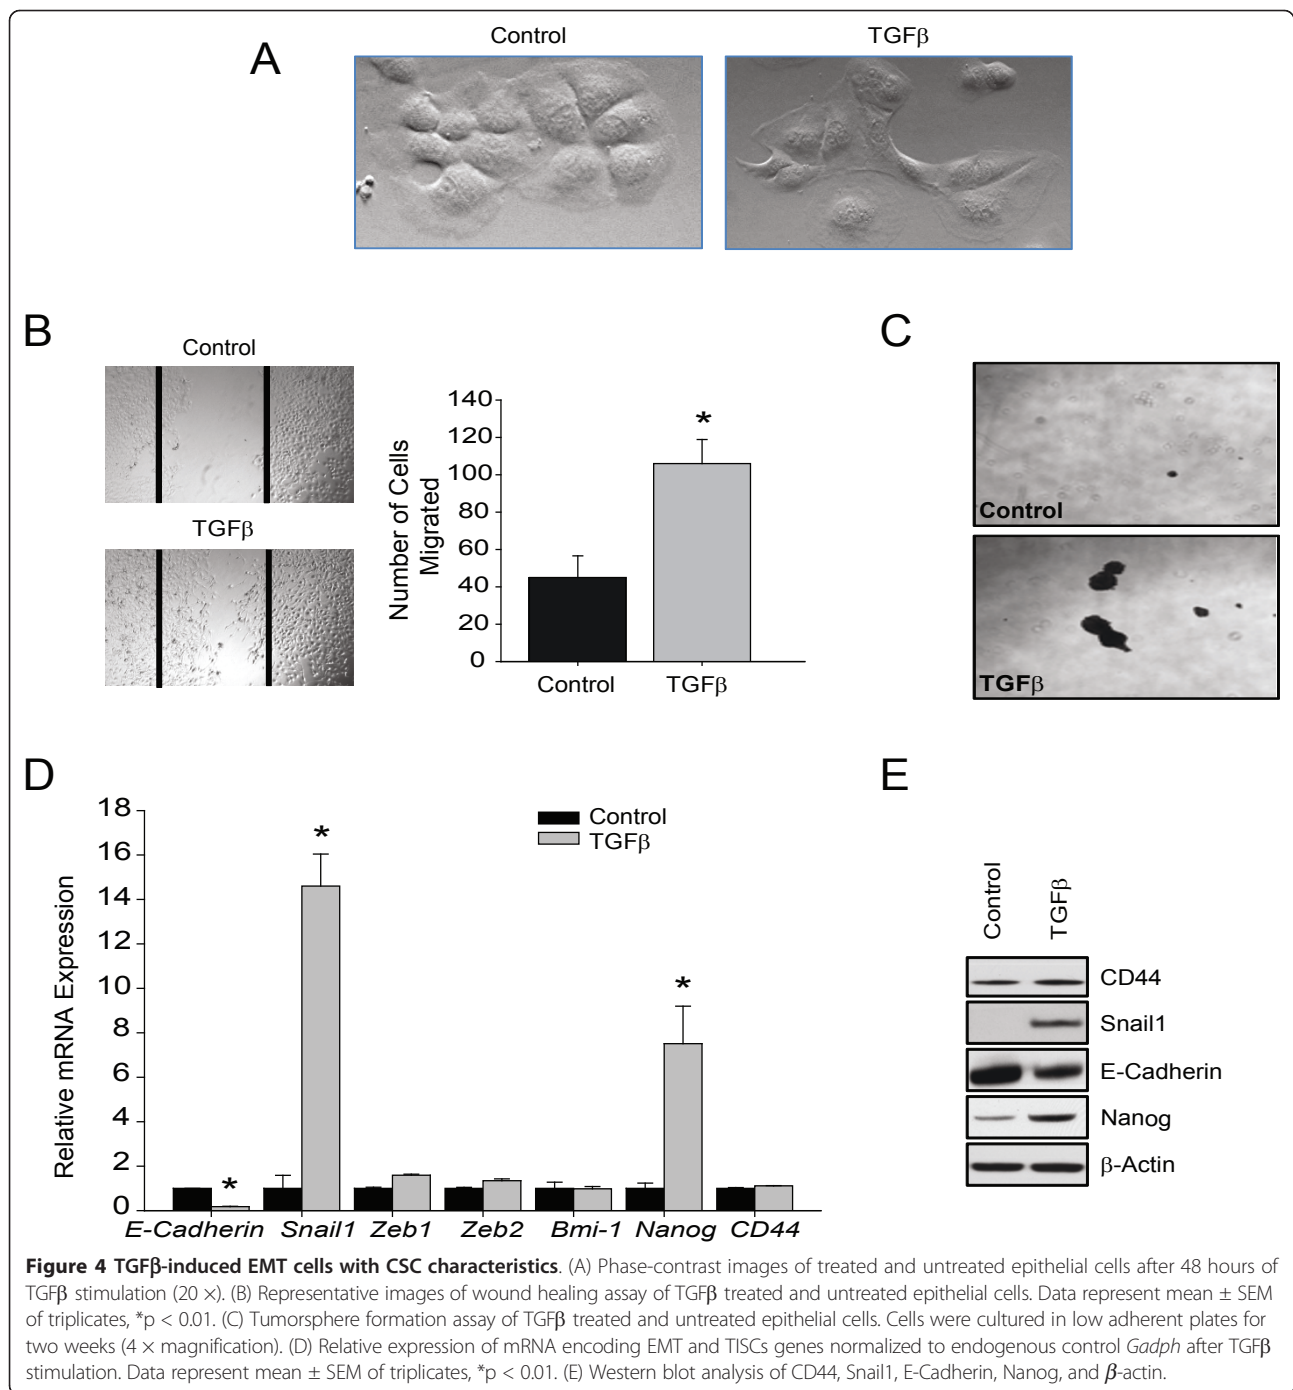 A
Control
TGFβ
B
Control
TGFβ
Number of Cells
Migrated
140
120
100
80
60
40
20
0
*
Control
TGFβ
C
Control
TGFβ
D
Relative mRNA Expression
18
16
14
12
10
8
6
4
2
0
Control
TGFβ
*
*
*
E-Cadherin Snail1 Zeb1 Zeb2 Bmi-1 Nanog CD44
E
Control
TGFβ
CD44
Snail1
E-Cadherin
Nanog
β-Actin
Figure 4 TGFβ-induced EMT cells with CSC characteristics. (A) Phase-contrast images of treated and untreated epithelial cells after 48 hours of
TGFβ stimulation (20 ×). (B) Representative images of wound healing assay of TGFβ treated and untreated epithelial cells. Data represent mean ± SEM
of triplicates, *p < 0.01. (C) Tumorsphere formation assay of TGFβ treated and untreated epithelial cells. Cells were cultured in low adherent plates for
two weeks (4 × magnification). (D) Relative expression of mRNA encoding EMT and TISCs genes normalized to endogenous control Gadph after TGFβ
stimulation. Data represent mean ± SEM of triplicates, *p < 0.01. (E) Western blot analysis of CD44, Snail1, E-Cadherin, Nanog, and β-actin.